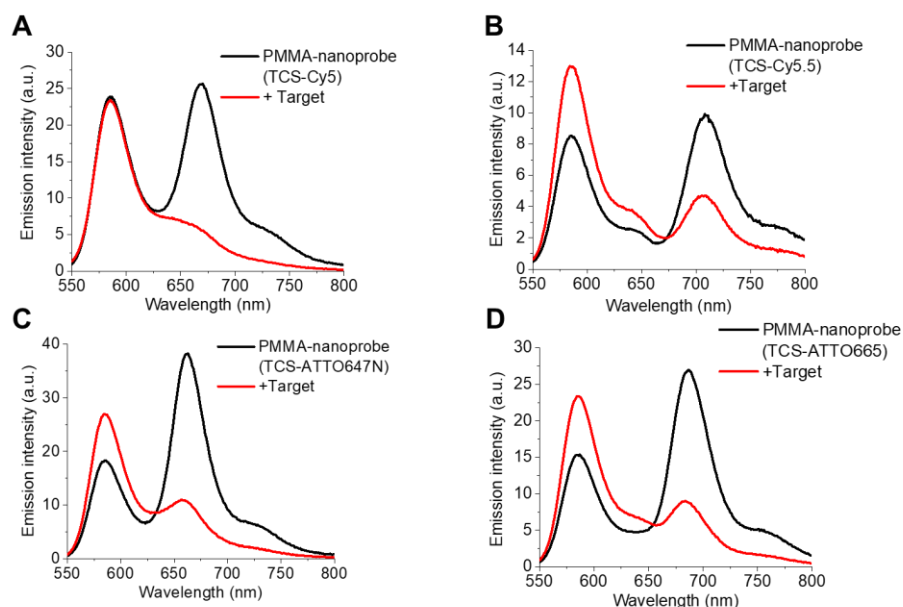 A
PMMA-nanoprobe
(TCS-Cy5)
+ Target
Emission intensity (a.u.)
30
25
20
15
10
5
0
550 600 650 700 750 800
Wavelength (nm)
B
PMMA-nanoprobe
(TCS-Cy5.5)
+Target
Emission intensity (a.u.)
14
12
10
8
6
4
2
0
550 600 650 700 750 800
Wavelength (nm)
C
PMMA-nanoprobe
(TCS-ATTO647N)
+Target
Emission intensity (a.u.)
40
30
20
10
0
550 600 650 700 750 800
Wavelength (nm)
D
PMMA-nanoprobe
(TCS-ATTO665)
+Target
Emission intensity (a.u.)
30
25
20
15
10
5
0
550 600 650 700 750 800
Wavelength (nm)